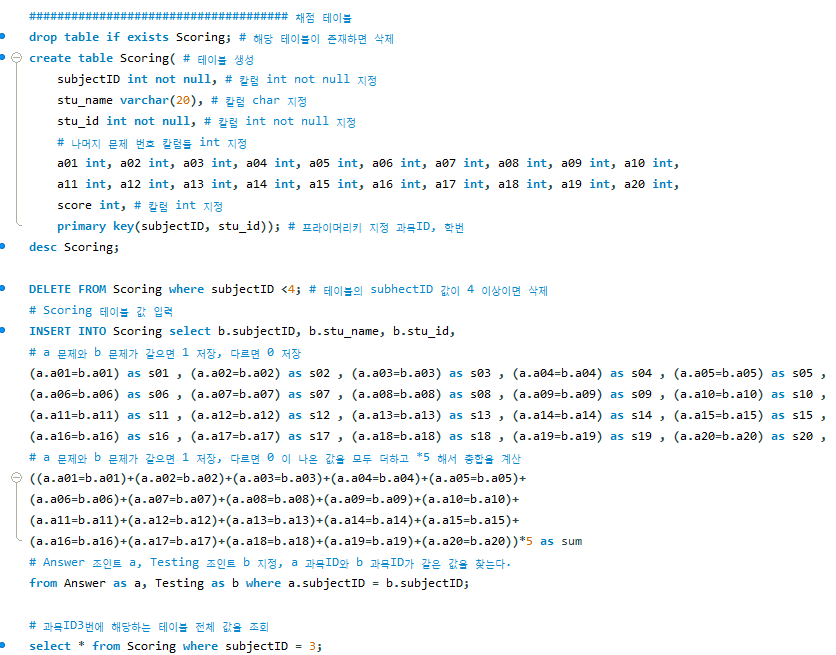 ##################################### 채점 테이블
drop table if exists Scoring; # 해당 테이블이 존재하면 삭제
create table Scoring( # 테이블 생성
subjectID int not null, # 칼럼 int not null 지정
stu_name varchar(20), # 칼럼 char 지정
stu_id int not null, # 칼럼 int not null 지정
# 나머지 문제 번호 칼럼들 int 지정
a01 int, a02 int, a03 int, a04 int, a05 int, a06 int, a07 int, a08 int, a09 int, a10 int,
a11 int, a12 int, a13 int, a14 int, a15 int, a16 int, a17 int, a18 int, a19 int, a20 int,
score int, # 칼럼 int 지정
primary key(subjectID, stu_id)); # 프라이머리키 지정 과목ID, 학번
desc Scoring;
DELETE FROM Scoring where subjectID <4; # 테이블의 subhectID 값이 4 이상이면 삭제
# Scoring 테이블 값 입력
INSERT INTO Scoring select b.subjectID, b.stu_name, b.stu_id,
# a 문제와 b 문제가 같으면 1 저장, 다르면 0 저장
(a.a01=b.a01) as s01 , (a.a02=b.a02) as s02 , (a.a03=b.a03) as s03 , (a.a04=b.a04) as s04 , (a.a05=b.a05) as s05 ,
(a.a06=b.a06) as s06 , (a.a07=b.a07) as s07 , (a.a08=b.a08) as s08 , (a.a09=b.a09) as s09 , (a.a10=b.a10) as s10 ,
(a.a11=b.a11) as s11 , (a.a12=b.a12) as s12 , (a.a13=b.a13) as s13 , (a.a14=b.a14) as s14 , (a.a15=b.a15) as s15 ,
(a.a16=b.a16) as s16 , (a.a17=b.a17) as s17 , (a.a18=b.a18) as s18 , (a.a19=b.a19) as s19 , (a.a20=b.a20) as s20 ,
# a 문제와 b 문제가 같으면 1 저장, 다르면 0 이 나온 값을 모두 더하고 *5 해서 총합을 계산
((a.a01=b.a01)+(a.a02=b.a02)+(a.a03=b.a03)+(a.a04=b.a04)+(a.a05=b.a05)+
(a.a06=b.a06)+(a.a07=b.a07)+(a.a08=b.a08)+(a.a09=b.a09)+(a.a10=b.a10)+
(a.a11=b.a11)+(a.a12=b.a12)+(a.a13=b.a13)+(a.a14=b.a14)+(a.a15=b.a15)+
(a.a16=b.a16)+(a.a17=b.a17)+(a.a18=b.a18)+(a.a19=b.a19)+(a.a20=b.a20))*5 as sum
# Answer 조인트 a, Testing 조인트 b 지정, a 과목ID와 b 과목ID가 같은 값을 찾는다.
from Answer as a, Testing as b where a.subjectID = b.subjectID;
# 과목ID3번에 해당하는 테이블 전체 값을 조회
select * from Scoring where subjectID = 3;